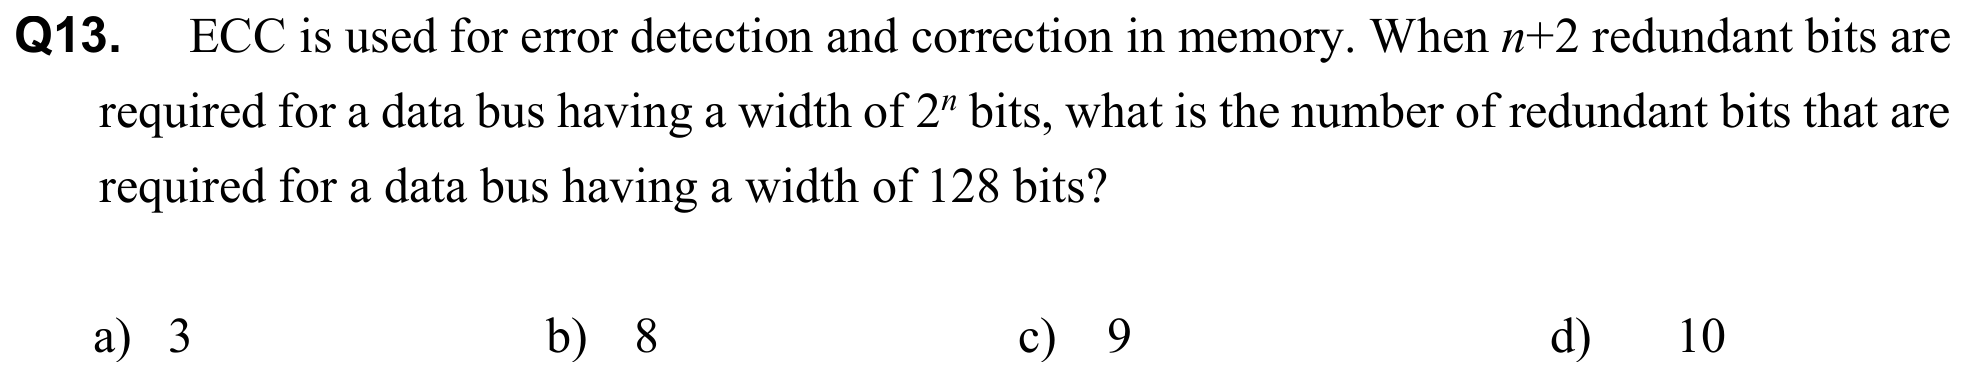 Q13. ECC is used for error detection and correction in memory. When n+2 redundant bits are
required for a data bus having a width of 2ⁿ bits, what is the number of redundant bits that are
required for a data bus having a width of 128 bits?
a) 3 b) 8 c) 9 d) 10